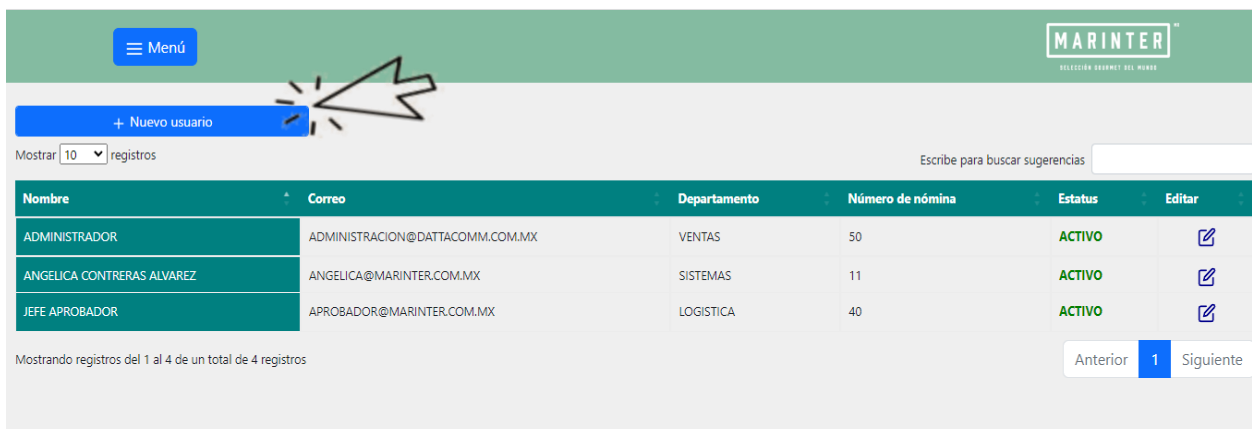 Menú
MARINTER
SELECCIÓN GOURMET DEL MUNDO
+ Nuevo usuario
Mostrar 10 registros
Escribe para buscar sugerencias
Nombre Correo Departamento Número de nómina Estatus Editar
ADMINISTRADOR ADMINISTRACION@DATTACOMM.COM.MX VENTAS 50 ACTIVO
ANGELICA CONTRERAS ALVAREZ ANGELICA@MARINTER.COM.MX SISTEMAS 11 ACTIVO
JEFE APROBADOR APROBADOR@MARINTER.COM.MX LOGISTICA 40 ACTIVO
Mostrando registros del 1 al 4 de un total de 4 registros
Anterior 1 Siguiente